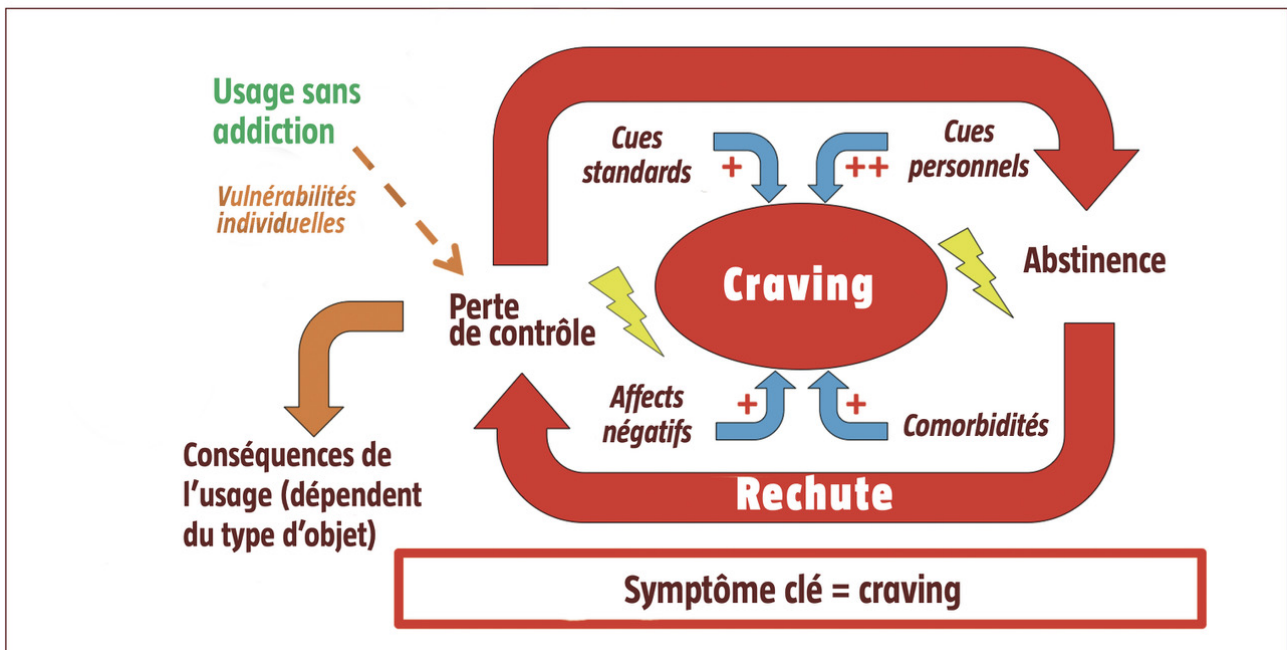 Usage sans
addiction
Vulnérabilités
individuelles
Cues
standards
+
++
Cues
personnels
Craving
Abstinence
Perte
de contrôle
Affects
négatifs
+
+
Comorbidités
Conséquences de
l'usage (dépendent
du type d'objet)
Rechute
Symptôme clé = craving